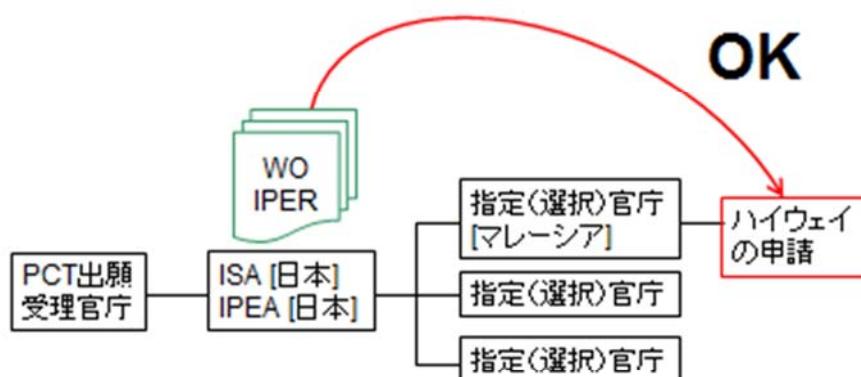 OK
WO
IPER
指定(選択)官庁
[マレーシア]
ハイウェイ
の申請
PCT出願
受理官庁
ISA [日本]
IPEA [日本]
指定(選択)官庁
指定(選択)官庁